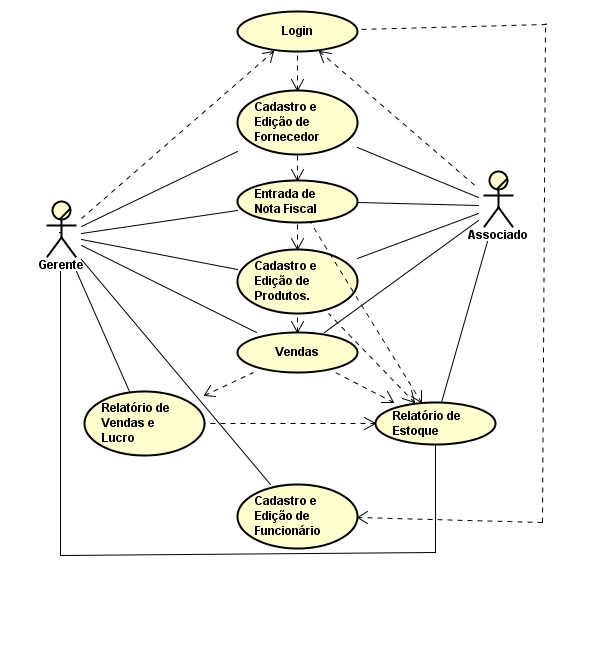 Login
Cadastro e
Edição de
Fornecedor
Entrada de
Nota Fiscal
Associado
Gerente
Cadastro e
Edição de
Produtos.
Vendas
Relatório de
Vendas e
Lucro
Relatório de
Estoque
Cadastro e
Edição de
Funcionário